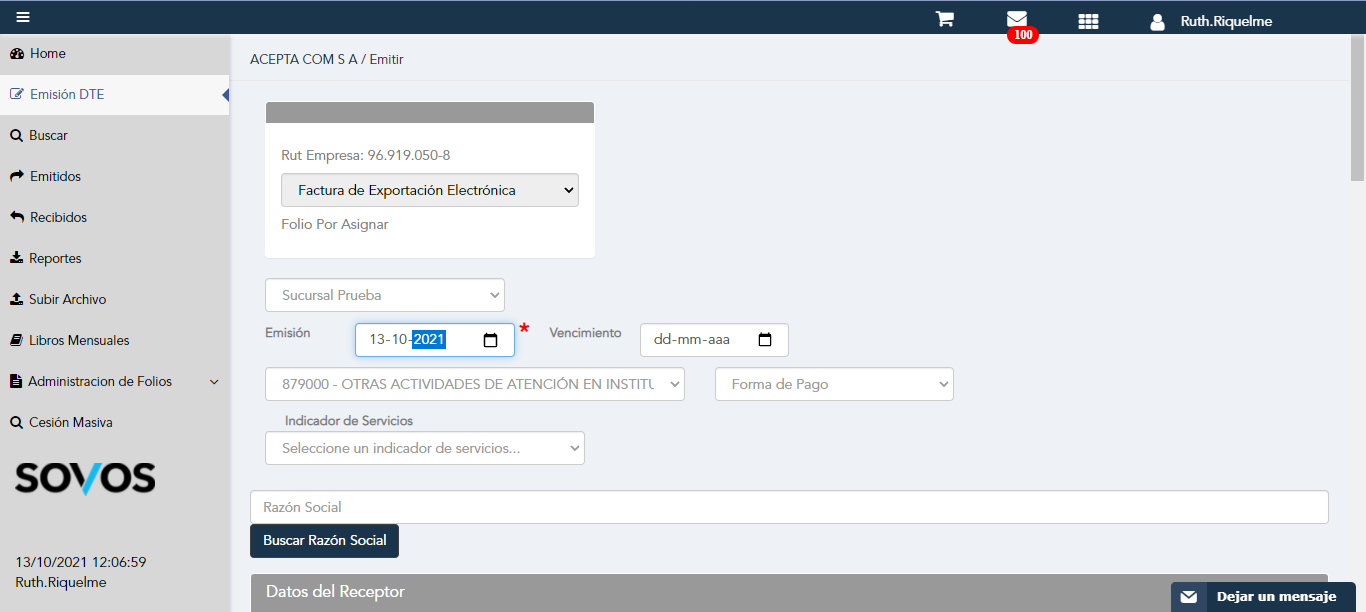 Ruth.Riquelme
100
Home
Emisión DTE
Buscar
Emitidos
Recibidos
Reportes
Subir Archivo
Libros Mensuales
Administracion de Folios
Cesión Masiva
SOVOS
13/10/2021 12:06:59
Ruth.Riquelme
ACEPTA COM S A / Emitir
Rut Empresa: 96.919.050-8
Factura de Exportación Electrónica
Folio Por Asignar
Sucursal Prueba
Emisión 13-10-2021 * Vencimiento dd-mm-aaa
879000 - OTRAS ACTIVIDADES DE ATENCIÓN EN INSTITU Forma de Pago
Indicador de Servicios
Seleccione un indicador de servicios...
Razón Social
Buscar Razón Social
Datos del Receptor
Dejar un mensaje